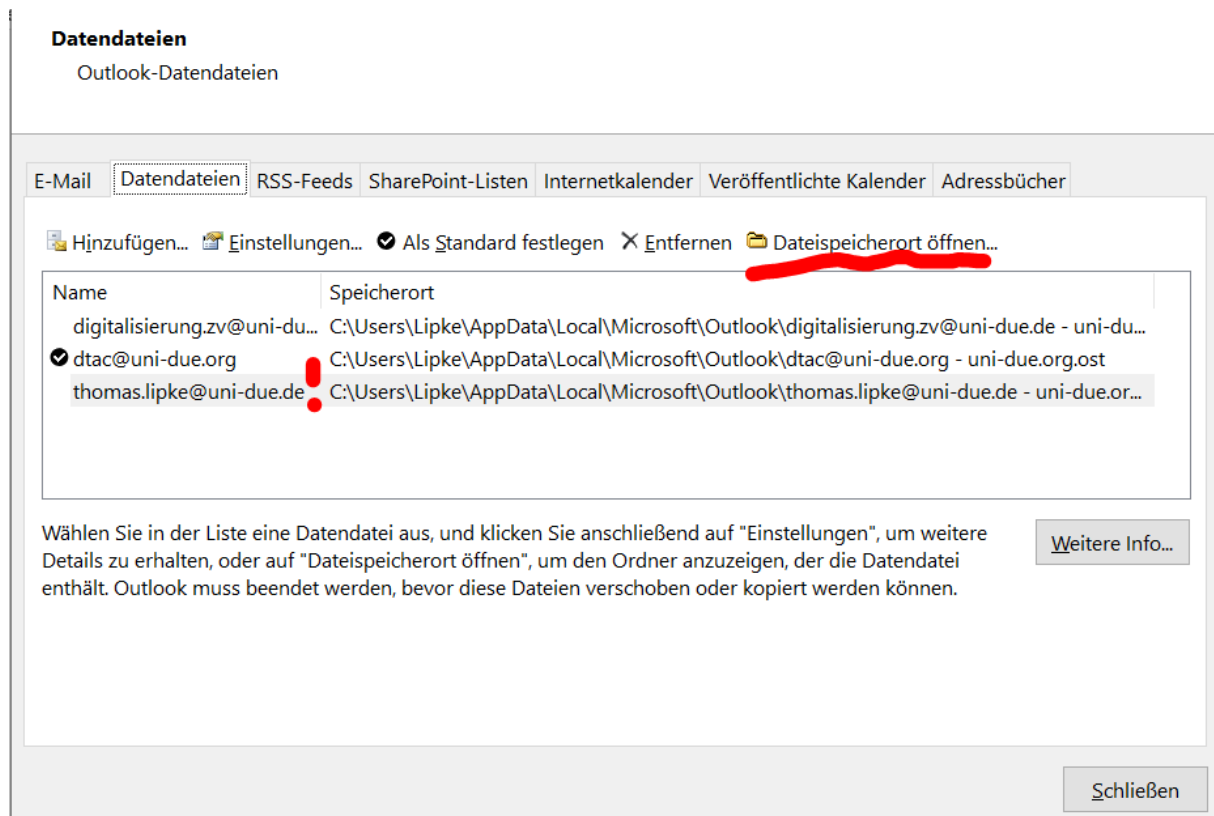 Datendateien
Outlook-Datendateien
E-Mail Datendateien RSS-Feeds SharePoint-Listen Internetkalender Veröffentlichte Kalender Adressbücher
Hinzufügen... Einstellungen... Als Standard festlegen Entfernen Dateispeicherort öffnen...
Name Speicherort
digitalisierung.zv@uni-du... C:\Users\Lipke\AppData\Local\Microsoft\Outlook\digitalisierung.zv@uni-due.de - uni-du...
dtac@uni-due.org C:\Users\Lipke\AppData\Local\Microsoft\Outlook\dtac@uni-due.org - uni-due.org.ost
thomas.lipke@uni-due.de ! C:\Users\Lipke\AppData\Local\Microsoft\Outlook\thomas.lipke@uni-due.de - uni-due.or...
Wählen Sie in der Liste eine Datendatei aus, und klicken Sie anschließend auf "Einstellungen", um weitere
Details zu erhalten, oder auf "Dateispeicherort öffnen", um den Ordner anzuzeigen, der die Datendatei
enthält. Outlook muss beendet werden, bevor diese Dateien verschoben oder kopiert werden können.
Weitere Info...
Schließen